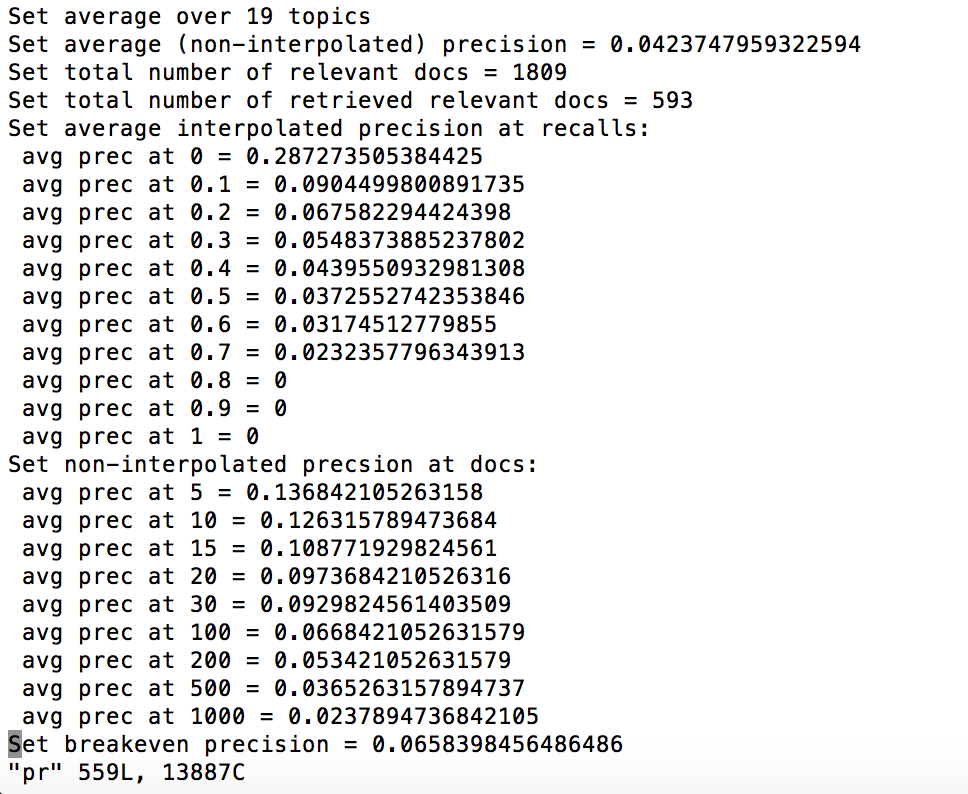 Set average over 19 topics
Set average (non-interpolated) precision = 0.0423747959322594
Set total number of relevant docs = 1809
Set total number of retrieved relevant docs = 593
Set average interpolated precision at recalls:
 avg prec at 0 = 0.287273505384425
 avg prec at 0.1 = 0.0904499800891735
 avg prec at 0.2 = 0.067582294424398
 avg prec at 0.3 = 0.0548373885237802
 avg prec at 0.4 = 0.0439550932981308
 avg prec at 0.5 = 0.0372552742353846
 avg prec at 0.6 = 0.03174512779855
 avg prec at 0.7 = 0.0232357796343913
 avg prec at 0.8 = 0
 avg prec at 0.9 = 0
 avg prec at 1 = 0
Set non-interpolated precsion at docs:
 avg prec at 5 = 0.136842105263158
 avg prec at 10 = 0.126315789473684
 avg prec at 15 = 0.108771929824561
 avg prec at 20 = 0.0973684210526316
 avg prec at 30 = 0.0929824561403509
 avg prec at 100 = 0.0668421052631579
 avg prec at 200 = 0.053421052631579
 avg prec at 500 = 0.0365263157894737
 avg prec at 1000 = 0.0237894736842105
Set breakeven precision = 0.0658398456486486
"pr" 559L, 13887C